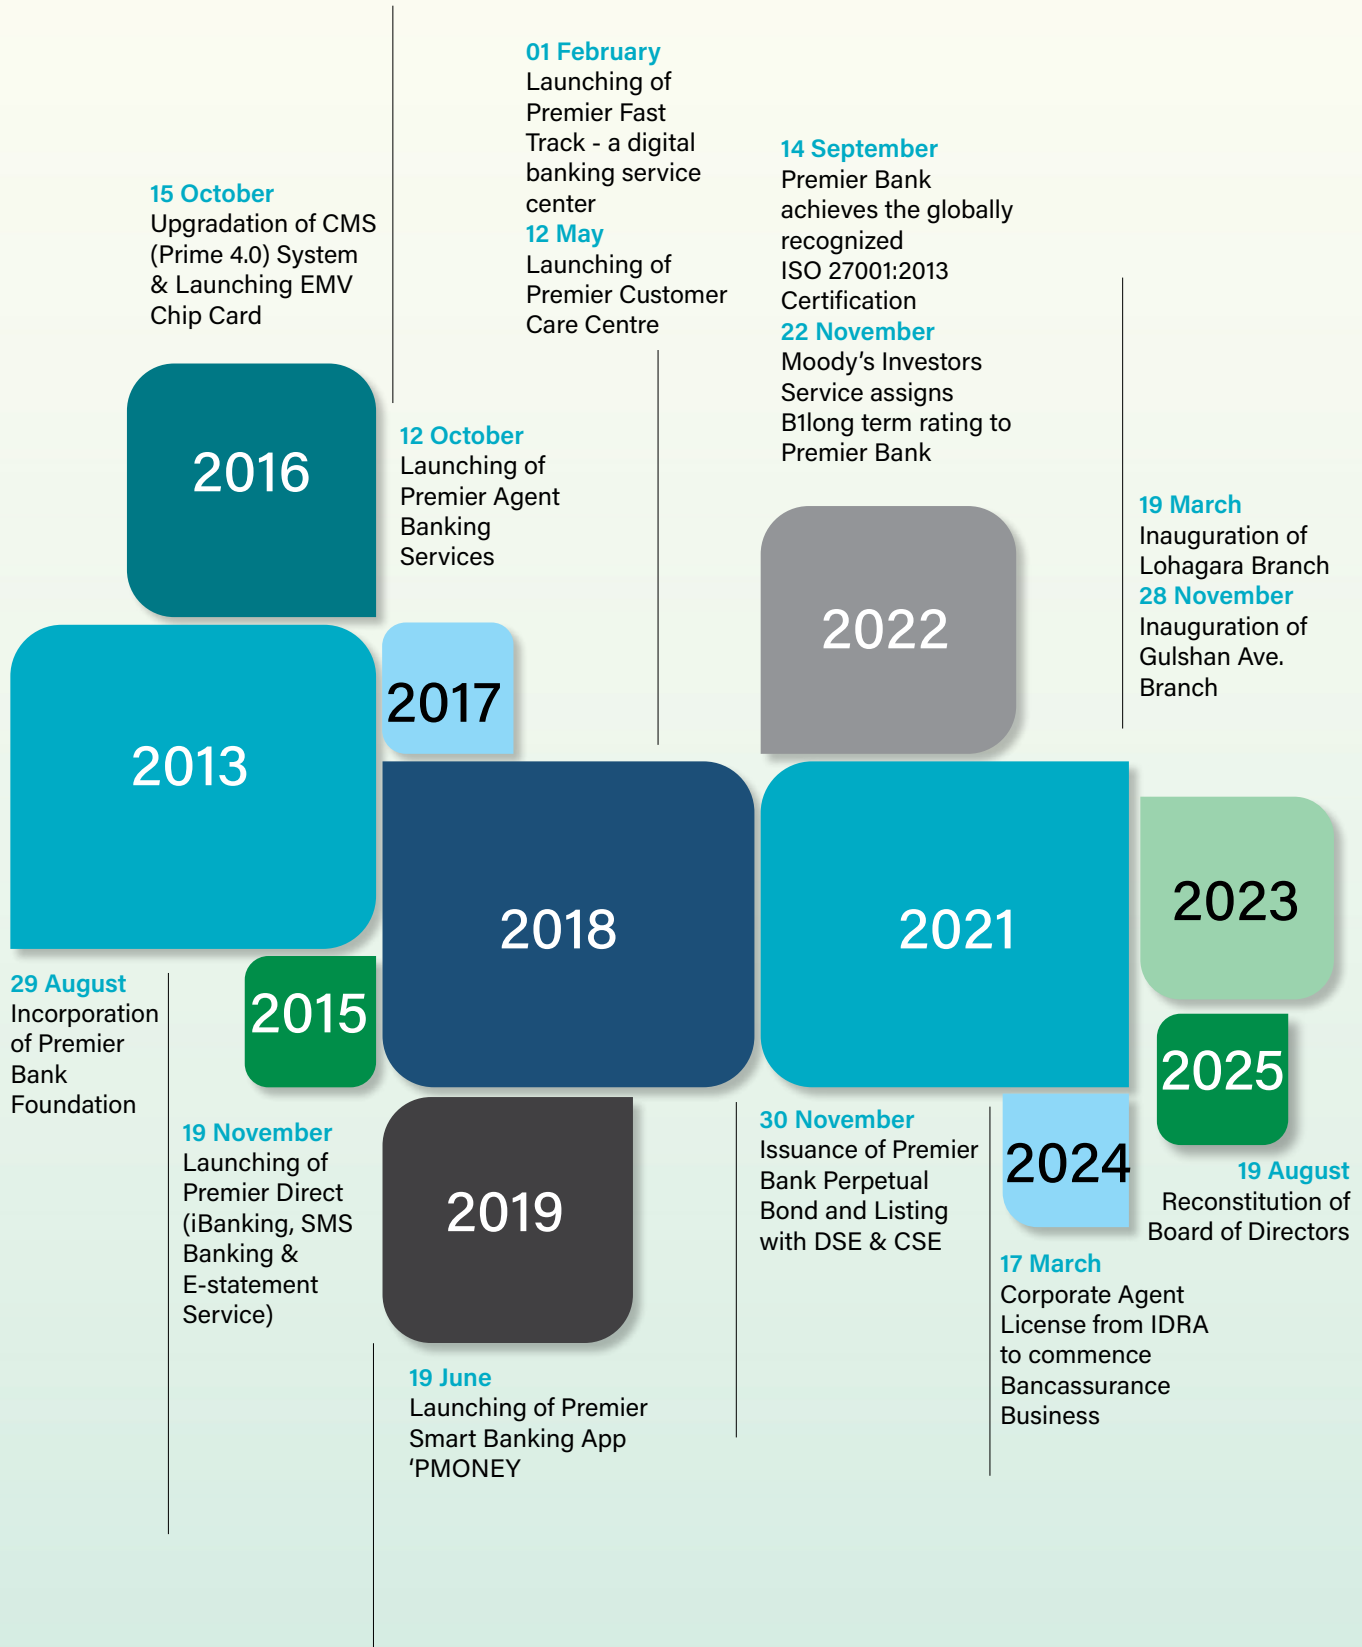 15 October
Upgradation of CMS
(Prime 4.0) System
& Launching EMV
Chip Card
2016
01 February
Launching of
Premier Fast
Track - a digital
banking service
center
12 May
Launching of
Premier Customer
Care Centre
14 September
Premier Bank
achieves the globally
recognized
ISO 27001:2013
Certification
22 November
Moody’s Investors
Service assigns
B1long term rating to
Premier Bank
12 October
Launching of
Premier Agent
Banking
Services
2022
19 March
Inauguration of
Lohagara Branch
28 November
Inauguration of
Gulshan Ave.
Branch
2013
2017
2018
2021
2023
29 August
Incorporation
of Premier
Bank
Foundation
2015
19 November
Launching of
Premier Direct
(iBanking, SMS
Banking &
E-statement
Service)
2019
19 June
Launching of Premier
Smart Banking App
‘PMONEY
30 November
Issuance of Premier
Bank Perpetual
Bond and Listing
with DSE & CSE
2024
17 March
Corporate Agent
License from IDRA
to commence
Bancassurance
Business
2025
19 August
Reconstitution of
Board of Directors